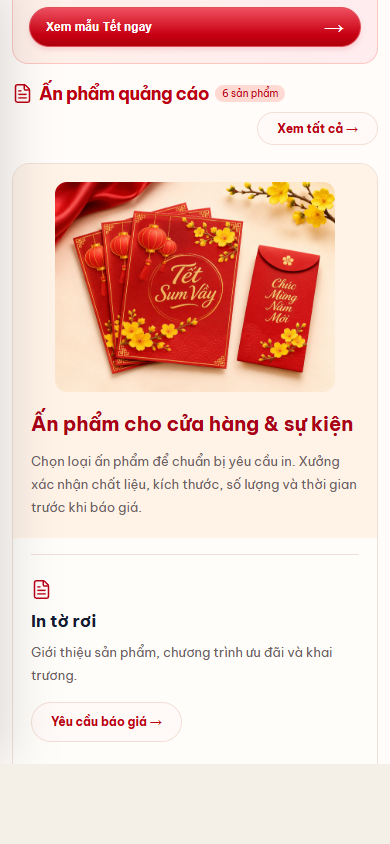 Xem mẫu Tết ngay →
Ấn phẩm quảng cáo 6 sản phẩm
Xem tất cả →
Tết
Sum Vầy
Chúc
Mừng
Năm
Mới
Ấn phẩm cho cửa hàng & sự kiện
Chọn loại ấn phẩm để chuẩn bị yêu cầu in. Xưởng
xác nhận chất liệu, kích thước, số lượng và thời gian
trước khi báo giá.
In tờ rơi
Giới thiệu sản phẩm, chương trình ưu đãi và khai
trương.
Yêu cầu báo giá →